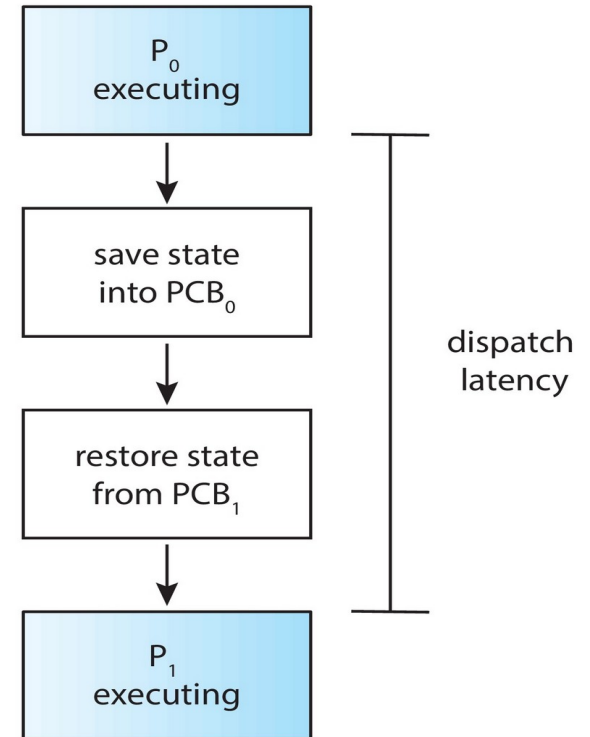 P₀
executing
save state
into PCB₀
dispatch
latency
restore state
from PCB₁
P₁
executing